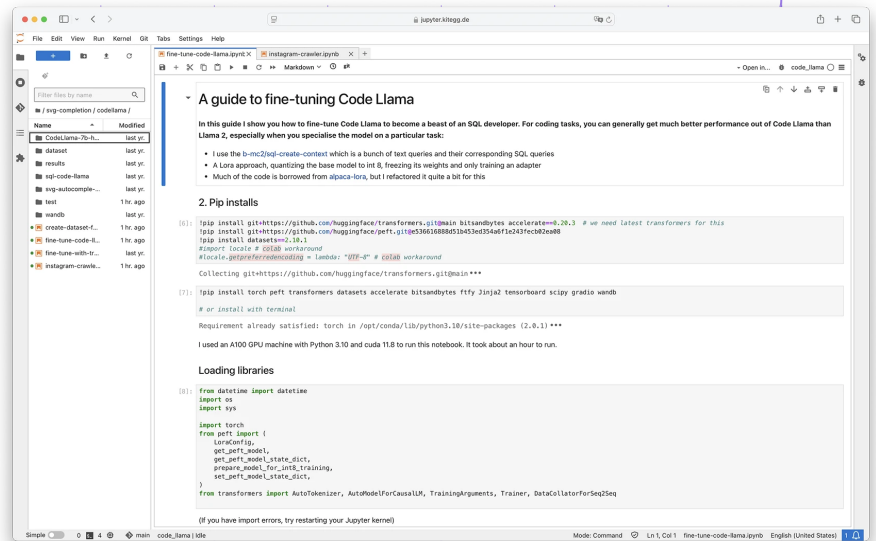 jupyter.kitegg.de
File Edit View Run Kernel Git Tabs Settings Help
Filter files by name
/ svg-completion / codellama /
Name Modified
CodeLlama-7b-h... last yr.
dataset last yr.
results last yr.
sql-code-llama last yr.
svg-autocomple-... last yr.
test 1 hr. ago
wandb last yr.
create-dataset-f... 1 hr. ago
fine-tune-code-ll... 1 hr. ago
fine-tune-with-tr... last yr.
instagram-crawle... 1 hr. ago
fine-tune-code-llama.ipynb × instagram-crawler.ipynb × +
Markdown Open in... code_llama
A guide to fine-tuning Code Llama
In this guide I show you how to fine-tune Code Llama to become a beast of an SQL developer. For coding tasks, you can generally get much better performance out of Code Llama than
Llama 2, especially when you specialise the model on a particular task:
• I use the b-mc2/sql-create-context which is a bunch of text queries and their corresponding SQL queries
• A Lora approach, quantizing the base model to int 8, freezing its weights and only training an adapter
• Much of the code is borrowed from alpaca-lora, but I refactored it quite a bit for this
2. Pip installs
[6]: !pip install git+https://github.com/huggingface/transformers.git@main bitsandbytes accelerate==0.20.3 # we need latest transformers for this
!pip install git+https://github.com/huggingface/peft.git@e536616888d51b453ed354a6f1e243fecb02ea08
!pip install datasets==2.10.1
#import locale # colab workaround
#locale.getpreferredencoding = lambda: "UTF-8" # colab workaround
Collecting git+https://github.com/huggingface/transformers.git@main •••
[7]: !pip install torch peft transformers datasets accelerate bitsandbytes ftfy Jinja2 tensorboard scipy gradio wandb
# or install with terminal
Requirement already satisfied: torch in /opt/conda/lib/python3.10/site-packages (2.0.1) •••
I used an A100 GPU machine with Python 3.10 and cuda 11.8 to run this notebook. It took about an hour to run.
Loading libraries
[8]: from datetime import datetime
import os
import sys
import torch
from peft import (
LoraConfig,
get_peft_model,
get_peft_model_state_dict,
prepare_model_for_int8_training,
set_peft_model_state_dict,
)
from transformers import AutoTokenizer, AutoModelForCausalLM, TrainingArguments, Trainer, DataCollatorForSeq2Seq
(If you have import errors, try restarting your Jupyter kernel)
Simple 0 4 main code_llama | Idle Mode: Command Ln 1, Col 1 fine-tune-code-llama.ipynb English (United States) 1